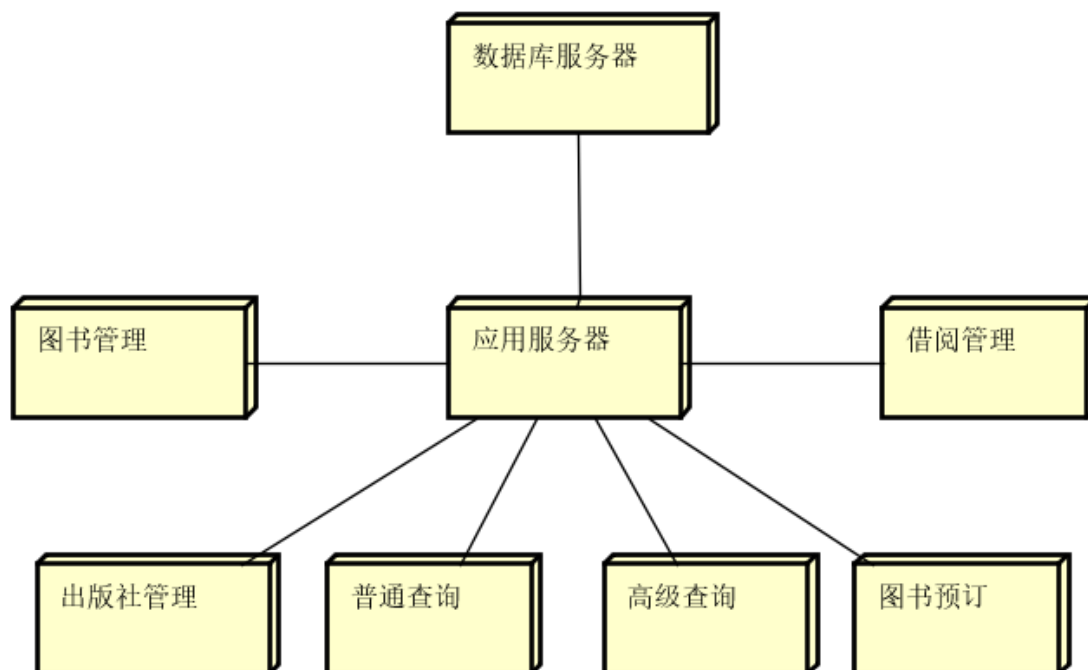 数据库服务器
图书管理
应用服务器
借阅管理
出版社管理
普通查询
高级查询
图书预订